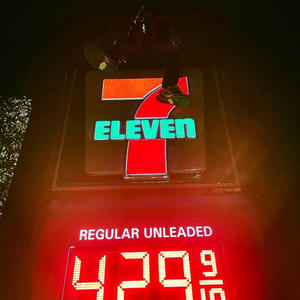 7
ELEVEN
REGULAR UNLEADED
429 9/10